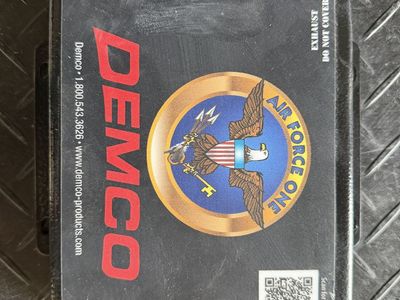 EXHAUST
DO NOT COVER
AIR FORCE ONE
DEMCO
Demco • 1.800.543.3626 • www.demco-products.com